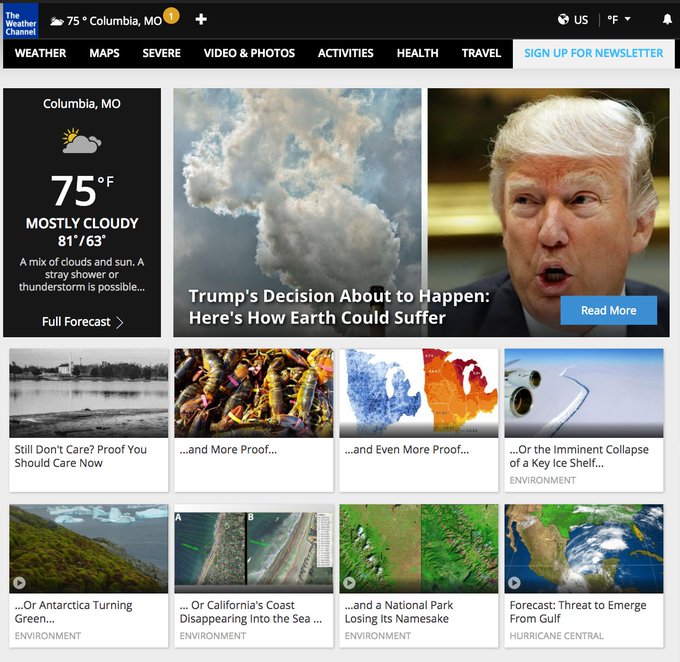 The
Weather
Channel
75 ° Columbia, MO
1
US
°F
WEATHER
MAPS
SEVERE
VIDEO & PHOTOS
ACTIVITIES
HEALTH
TRAVEL
SIGN UP FOR NEWSLETTER
Columbia, MO
75°F
MOSTLY CLOUDY
81°/63°
A mix of clouds and sun. A
stray shower or
thunderstorm is possible...
Full Forecast
Trump's Decision About to Happen:
Here's How Earth Could Suffer
Read More
Still Don't Care? Proof You
Should Care Now
...and More Proof...
...and Even More Proof...
...Or the Imminent Collapse
of a Key Ice Shelf...
ENVIRONMENT
...Or Antarctica Turning
Green...
ENVIRONMENT
A
B
... Or California's Coast
Disappearing Into the Sea ...
ENVIRONMENT
...and a National Park
Losing Its Namesake
ENVIRONMENT
Forecast: Threat to Emerge
From Gulf
HURRICANE CENTRAL